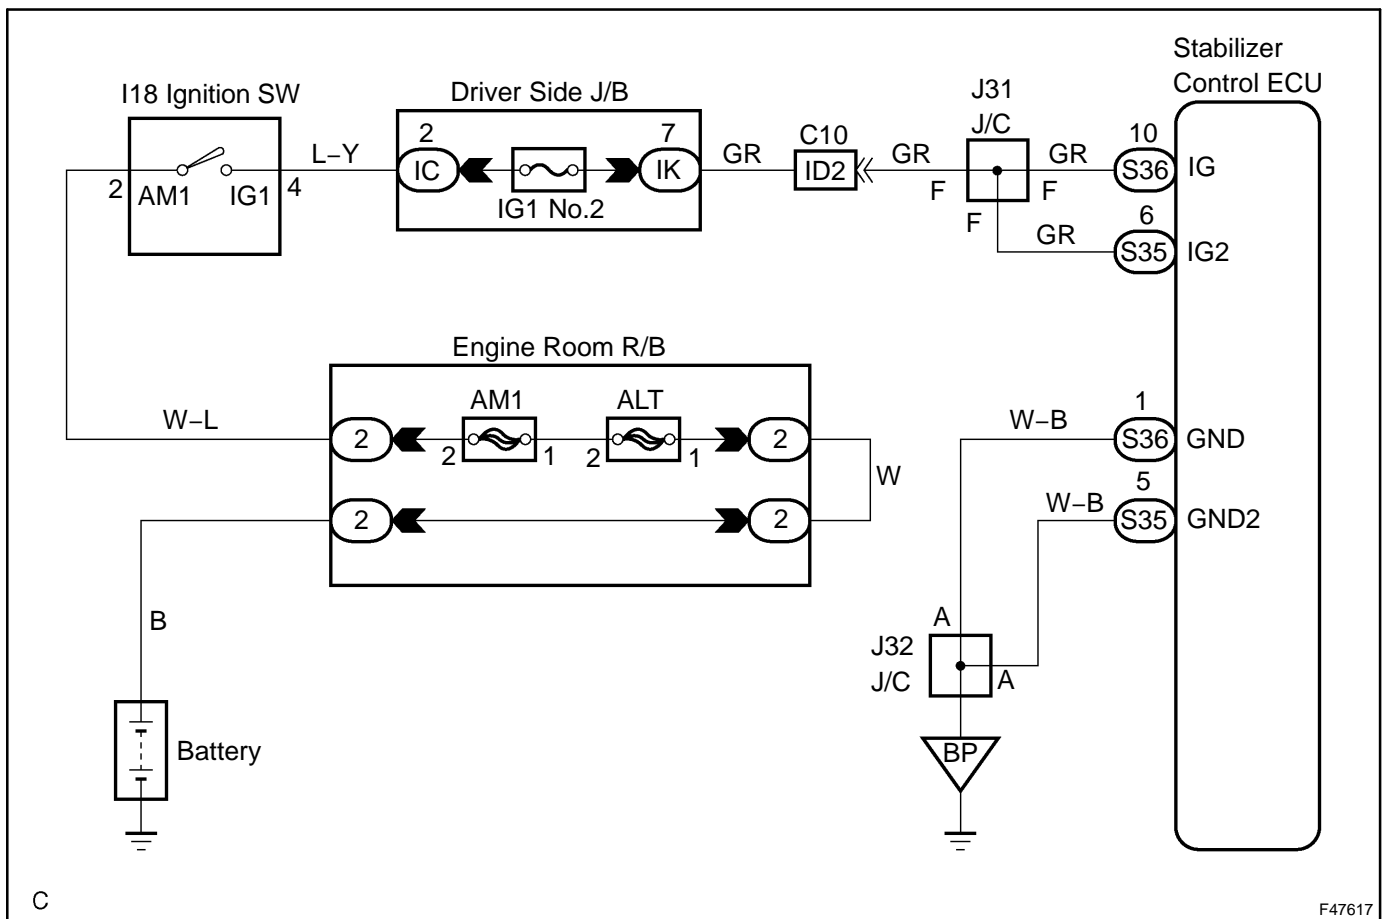 Stabilizer
Control ECU
I18 Ignition SW
Driver Side J/B
J31
J/C
2
AM1
IG1
4
L–Y
2
IC
IG1 No.2
7
IK
GR
C10
ID2
GR
F
F
F
GR
10
S36
IG
GR
6
S35
IG2
Engine Room R/B
W–L
2
AM1
2
1
ALT
2
1
2
W
2
2
B
Battery
W–B
1
S36
GND
W–B
5
S35
GND2
A
J32
J/C
A
BP
C
F47617